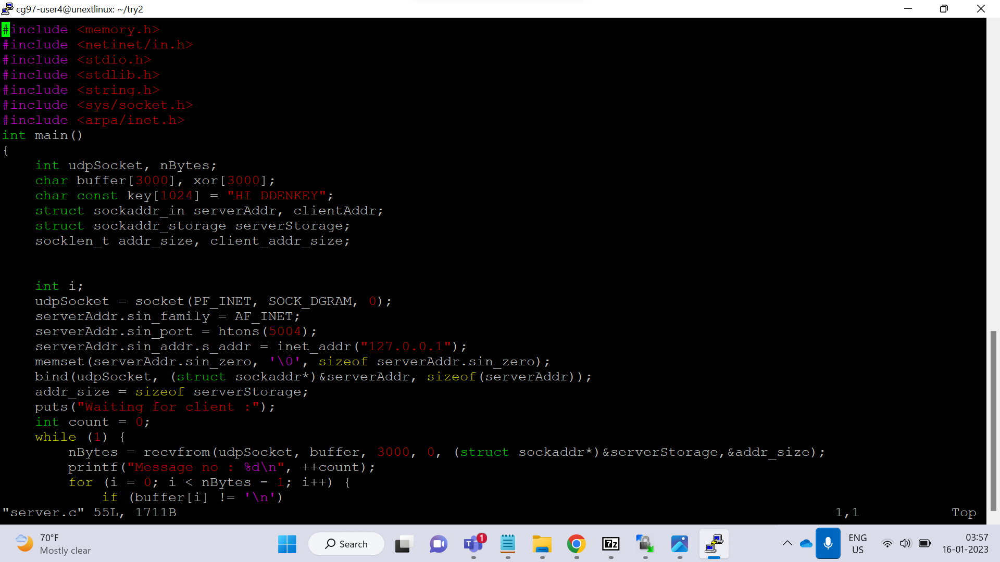 cg97-user4@unextlinux: ~/try2
#include <memory.h>
#include <netinet/in.h>
#include <stdio.h>
#include <stdlib.h>
#include <string.h>
#include <sys/socket.h>
#include <arpa/inet.h>
int main()
{
    int udpSocket, nBytes;
    char buffer[3000], xor[3000];
    char const key[1024] = "HI DDENKEY";
    struct sockaddr_in serverAddr, clientAddr;
    struct sockaddr_storage serverStorage;
    socklen_t addr_size, client_addr_size;
    int i;
    udpSocket = socket(PF_INET, SOCK_DGRAM, 0);
    serverAddr.sin_family = AF_INET;
    serverAddr.sin_port = htons(5004);
    serverAddr.sin_addr.s_addr = inet_addr("127.0.0.1");
    memset(serverAddr.sin_zero, '\0', sizeof serverAddr.sin_zero);
    bind(udpSocket, (struct sockaddr*)&serverAddr, sizeof(serverAddr));
    addr_size = sizeof serverStorage;
    puts("Waiting for client :");
    int count = 0;
    while (1) {
        nBytes = recvfrom(udpSocket, buffer, 3000, 0, (struct sockaddr*)&serverStorage,&addr_size);
        printf("Message no : %d\n", ++count);
        for (i = 0; i < nBytes - 1; i++) {
            if (buffer[i] != '\n')
"server.c" 55L, 1711B 1,1 Top
70°F
Mostly clear
Search
1
T
7z
ENG
US
03:57
16-01-2023